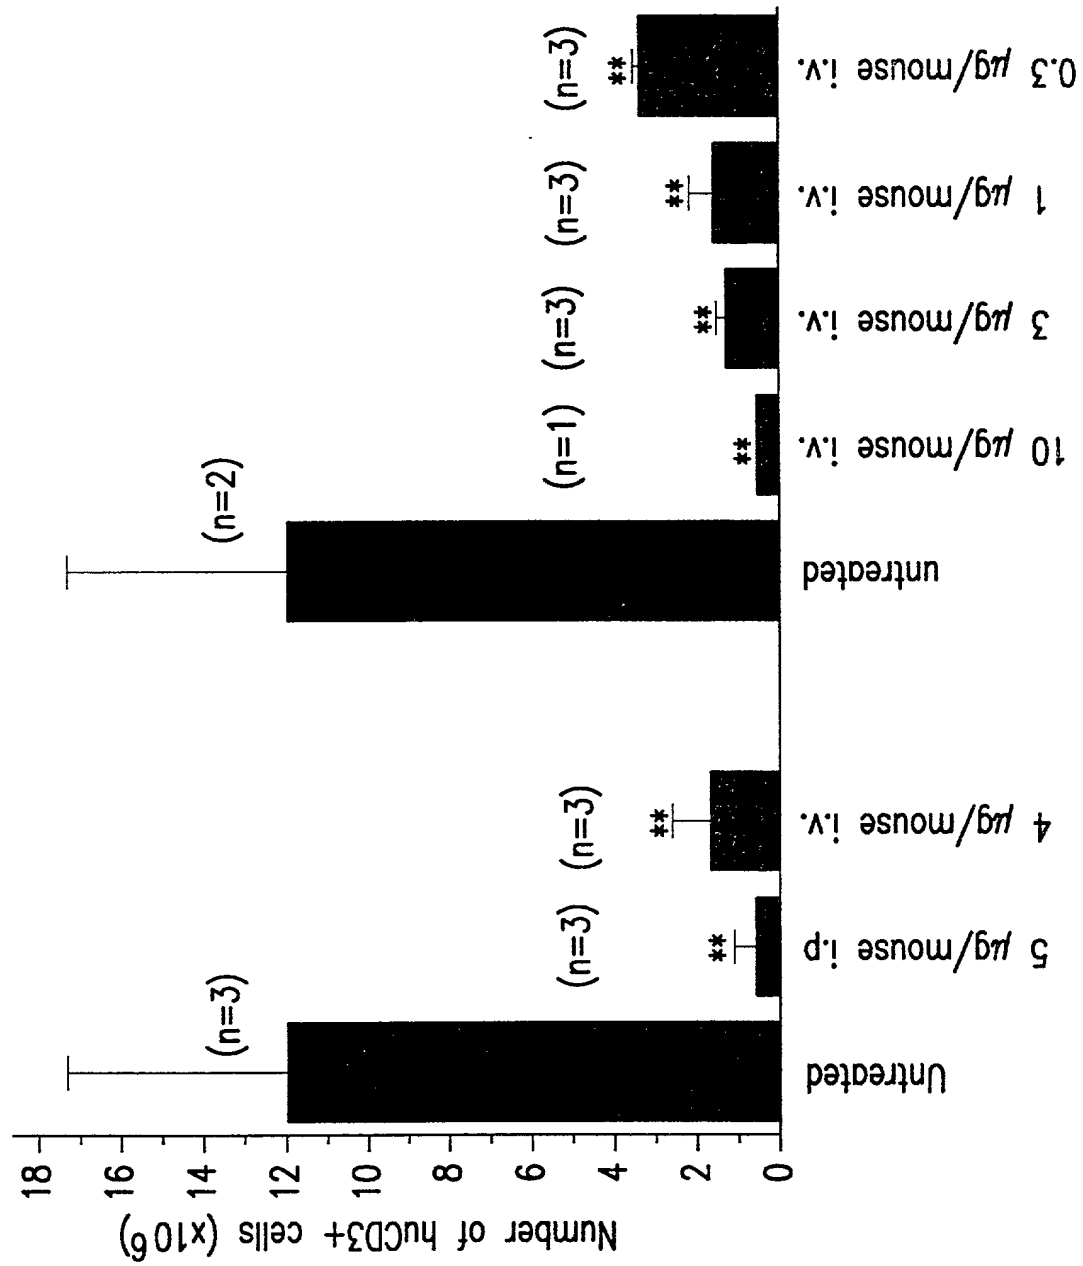 Number of huCD3+ cells (x10⁶)
18
16
14
12
10
8
6
4
2
0
(n=3)
**
(n=3)
**
(n=3)
(n=2)
**
(n=1)
**
(n=3)
**
(n=3)
**
(n=3)
Untreated
5 µg/mouse i.p
4 µg/mouse i.v.
untreated
10 µg/mouse i.v.
3 µg/mouse i.v.
1 µg/mouse i.v.
0.3 µg/mouse i.v.